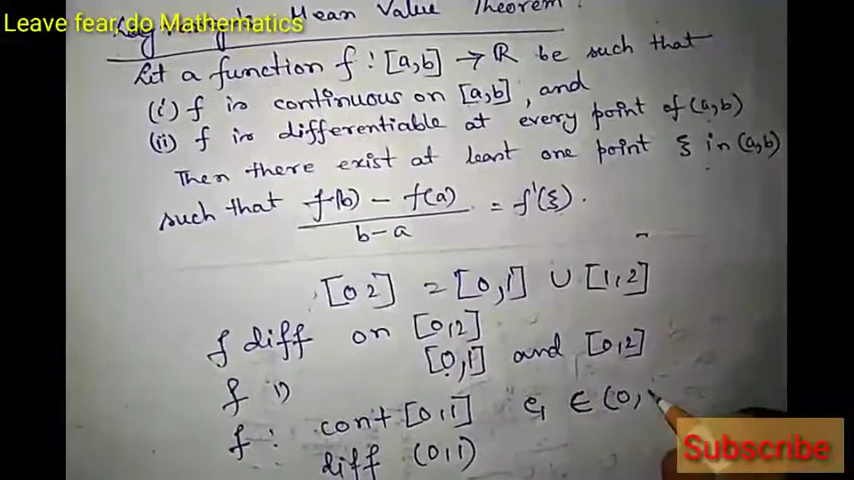 Leave fear,do Mathematics
Mean Value Theorem.
Let a function f : [a,b] → ℝ be such that
(i) f is continuous on [a,b], and
(ii) f is differentiable at every point of (a,b)
Then there exist at least one point ξ in (a,b)
such that f(b) - f(a) / b-a = f'(ξ).
[0 2] = [0,1] ∪ [1,2]
f diff on [0,2]
f " [0,1] and [0,2]
f : cont [0,1] c₁ ∈ (0,
diff (0,1)
Subscribe